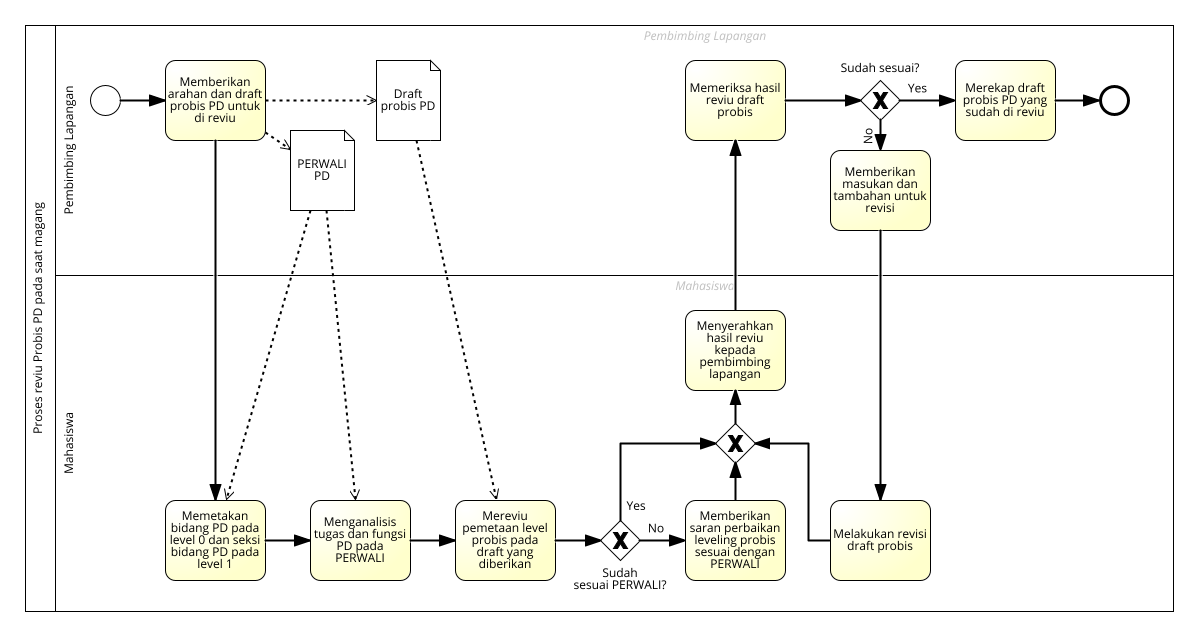 Proses reviu Probis PD pada saat magang
Pembimbing Lapangan
Pembimbing Lapangan
Memberikan
arahan dan draft
probis PD untuk
di reviu
Draft
probis PD
PERWALI
PD
Memeriksa hasil
reviu draft
probis
Sudah sesuai?
Yes
No
Merekap draft
probis PD yang
sudah di reviu
Memberikan
masukan dan
tambahan untuk
revisi
Mahasiswa
Mahasiswa
Menyerahkan
hasil reviu
kepada
pembimbing
lapangan
Memetakan
bidang PD pada
level 0 dan seksi
bidang PD pada
level 1
Menganalisis
tugas dan fungsi
PD pada
PERWALI
Mereviu
pemetaan level
probis pada
draft yang
diberikan
Yes
No
Sudah
sesuai PERWALI?
Memberikan
saran perbaikan
leveling probis
sesuai dengan
PERWALI
Melakukan revisi
draft probis